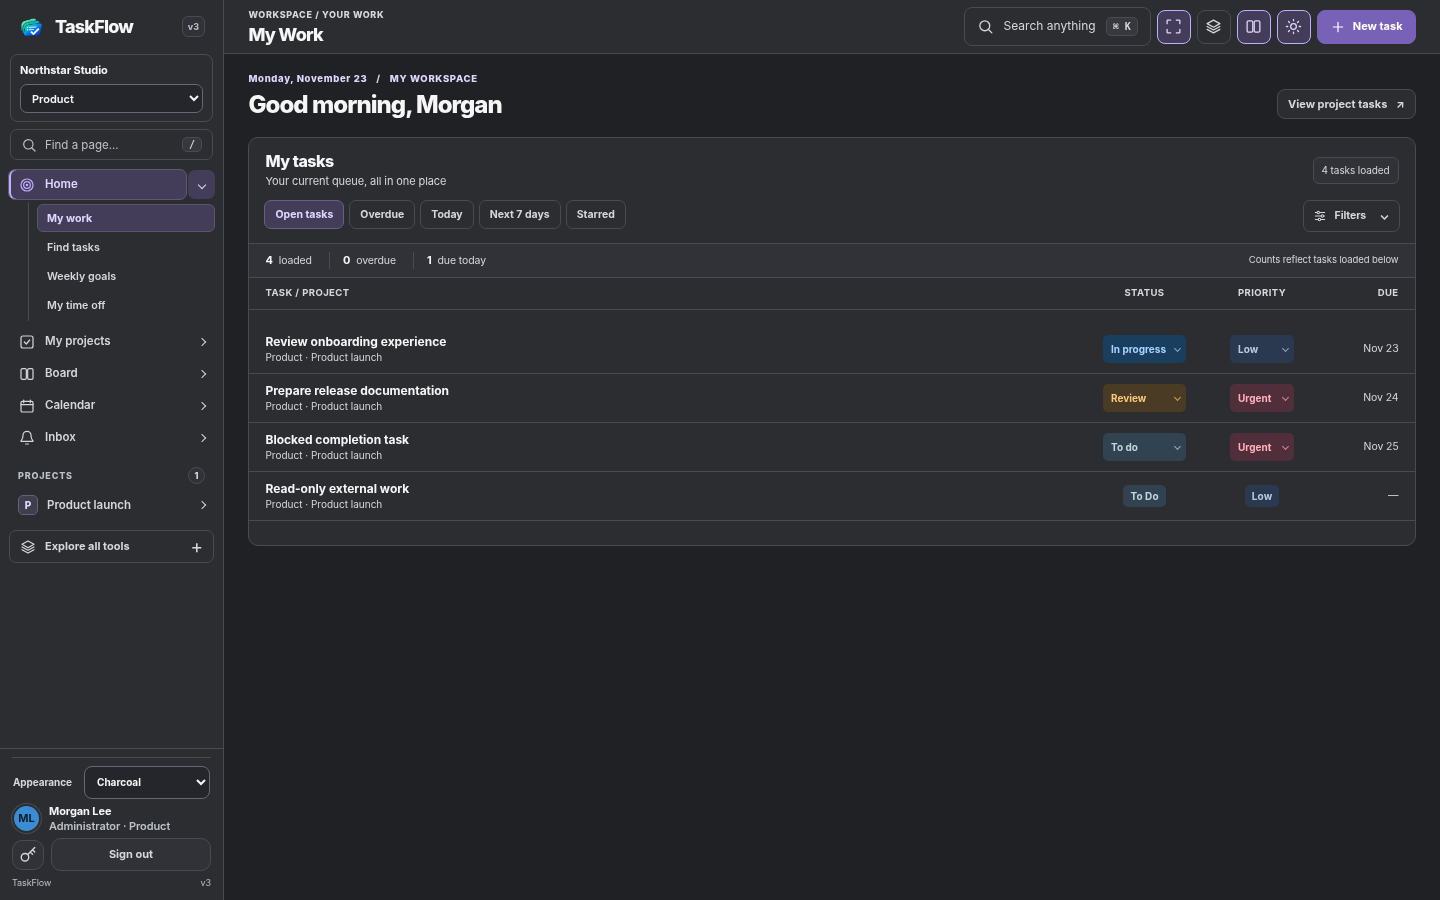 TaskFlow
v3
Northstar Studio
Product
Find a page...
/
Home
My work
Find tasks
Weekly goals
My time off
My projects
Board
Calendar
Inbox
PROJECTS
1
P
Product launch
Explore all tools
Appearance
Charcoal
ML
Morgan Lee
Administrator · Product
Sign out
TaskFlow
v3
WORKSPACE / YOUR WORK
My Work
Search anything
⌘ K
New task
Monday, November 23 / MY WORKSPACE
Good morning, Morgan
View project tasks
My tasks
Your current queue, all in one place
4 tasks loaded
Open tasks
Overdue
Today
Next 7 days
Starred
Filters
4 loaded
0 overdue
1 due today
Counts reflect tasks loaded below
TASK / PROJECT
STATUS
PRIORITY
DUE
Review onboarding experience
Product · Product launch
In progress
Low
Nov 23
Prepare release documentation
Product · Product launch
Review
Urgent
Nov 24
Blocked completion task
Product · Product launch
To do
Urgent
Nov 25
Read-only external work
Product · Product launch
To Do
Low
—